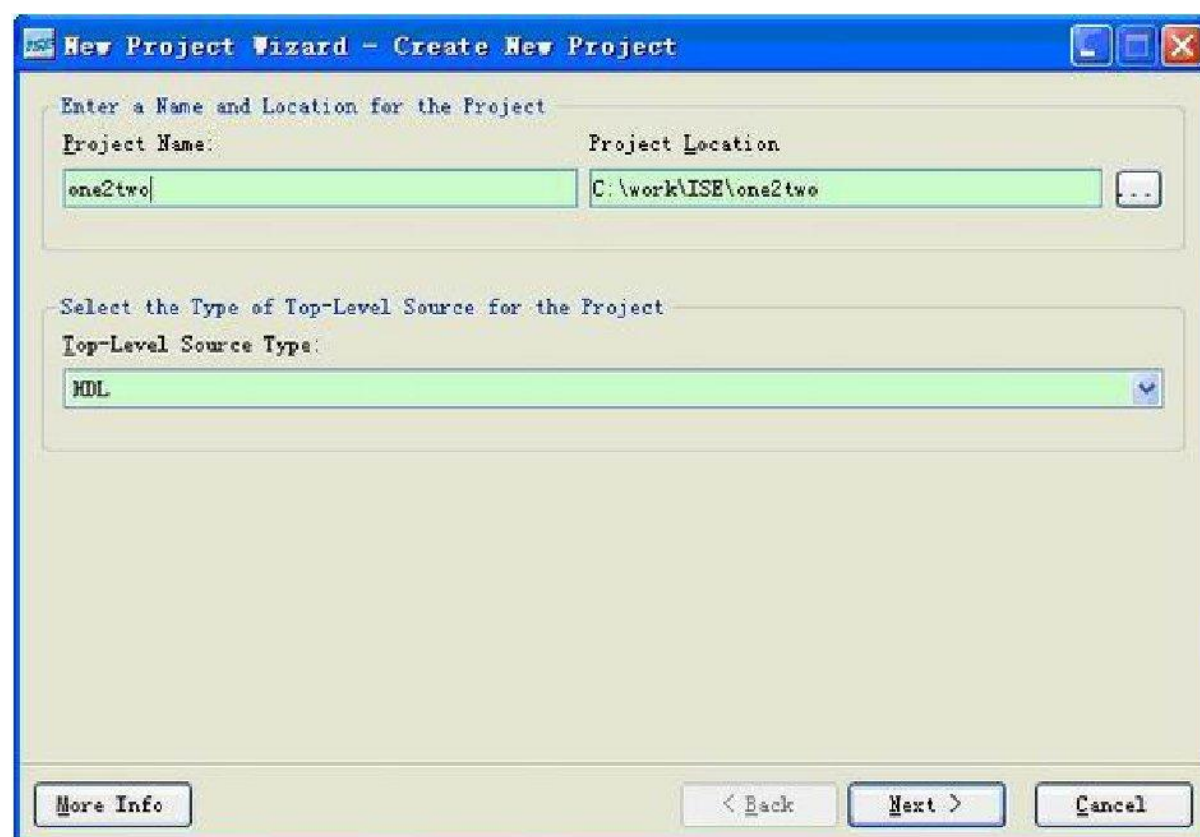 ISE New Project Wizard - Create New Project
Enter a Name and Location for the Project
Project Name: Project Location
one2two C:\work\ISE\one2two ...
Select the Type of Top-Level Source for the Project
Top-Level Source Type:
HDL
More Info < Back Next > Cancel